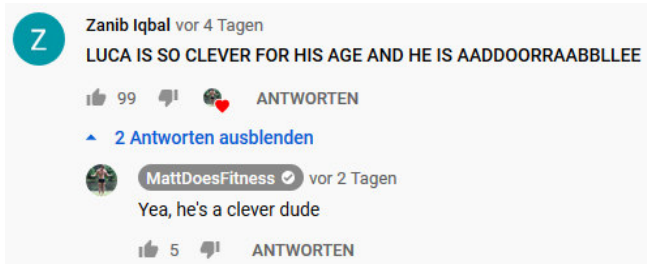 Z
Zanib Iqbal vor 4 Tagen
LUCA IS SO CLEVER FOR HIS AGE AND HE IS AADDOORRAABBLLEE
99 ANTWORTEN
2 Antworten ausblenden
MattDoesFitness vor 2 Tagen
Yea, he's a clever dude
5 ANTWORTEN